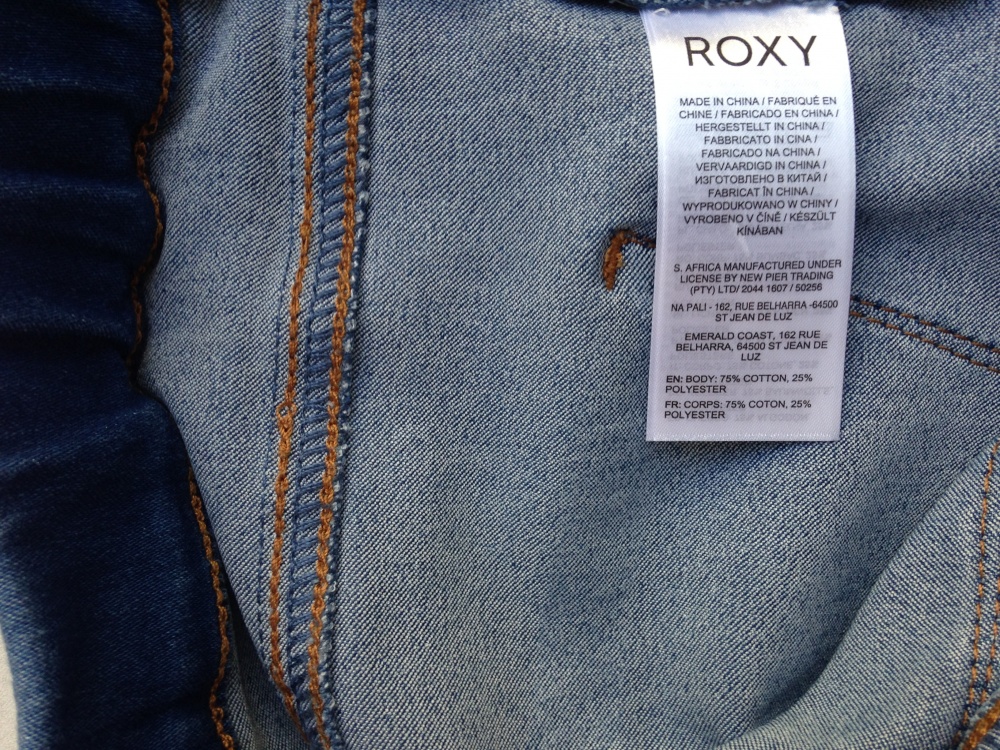 ROXY
MADE IN CHINA / FABRIQUÉ EN
CHINE / FABRICADO EN CHINA /
HERGESTELLT IN CHINA /
FABBRICATO IN CINA /
FABRICADO NA CHINA /
VERVAARDIGD IN CHINA /
ИЗГОТОВЛЕНО В КИТАЙ /
FABRICAT ÎN CHINA /
WYPRODUKOWANO W CHINY /
VYROBENO V ČÍNĚ / KÉSZÜLT
KÍNÁBAN
S. AFRICA MANUFACTURED UNDER
LICENSE BY NEW PIER TRADING
(PTY) LTD/ 2044 1607 / 50256
NA PALI - 162, RUE BELHARRA -64500
ST JEAN DE LUZ
EMERALD COAST, 162 RUE
BELHARRA, 64500 ST JEAN DE
LUZ
EN: BODY: 75% COTTON, 25%
POLYESTER
FR: CORPS: 75% COTON, 25%
POLYESTER